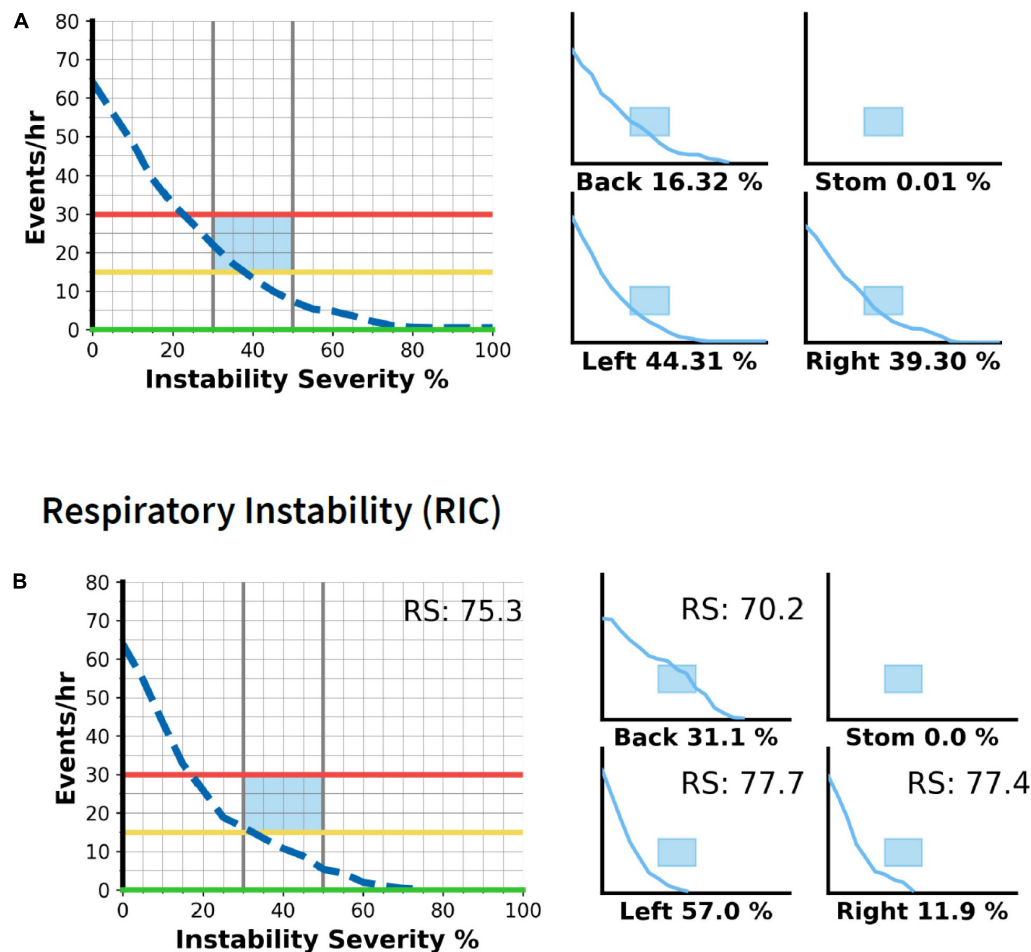 A
80
70
60
50
40
30
20
10
0
Events/hr
0 20 40 60 80 100
Instability Severity %
Back 16.32 %
Stom 0.01 %
Left 44.31 %
Right 39.30 %
Respiratory Instability (RIC)
B
80
70
60
50
40
30
20
10
0
Events/hr
RS: 75.3
0 20 40 60 80 100
Instability Severity %
RS: 70.2
Back 31.1 %
Stom 0.0 %
RS: 77.7
Left 57.0 %
RS: 77.4
Right 11.9 %